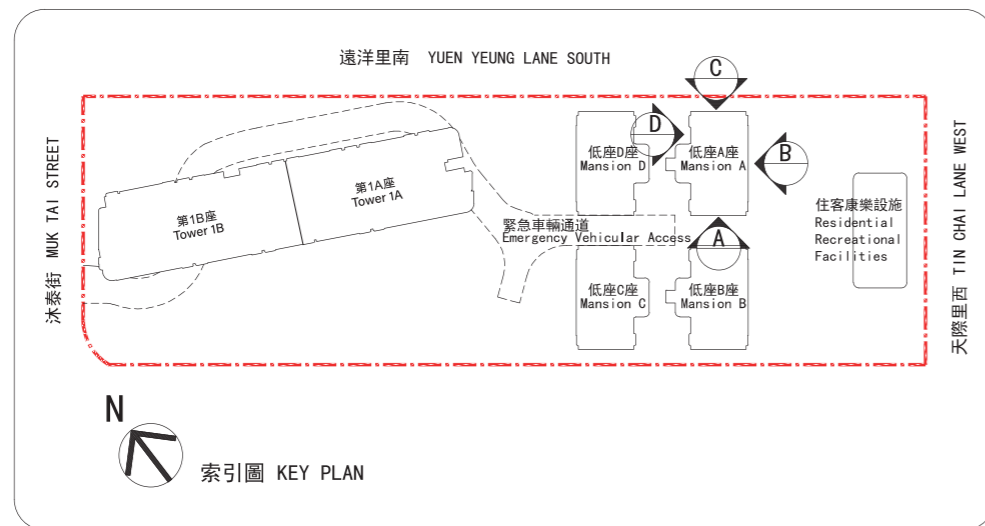 遠洋里南 YUEN YEUNG LANE SOUTH
沐泰街 MUK TAI STREET
天際里西 TIN CHAI LANE WEST
第1B座
Tower 1B
第1A座
Tower 1A
緊急車輛通道
Emergency Vehicular Access
低座D座
Mansion D
低座A座
Mansion A
低座C座
Mansion C
低座B座
Mansion B
C
D
B
A
住客康樂設施
Residential
Recreational
Facilities
N
索引圖 KEY PLAN